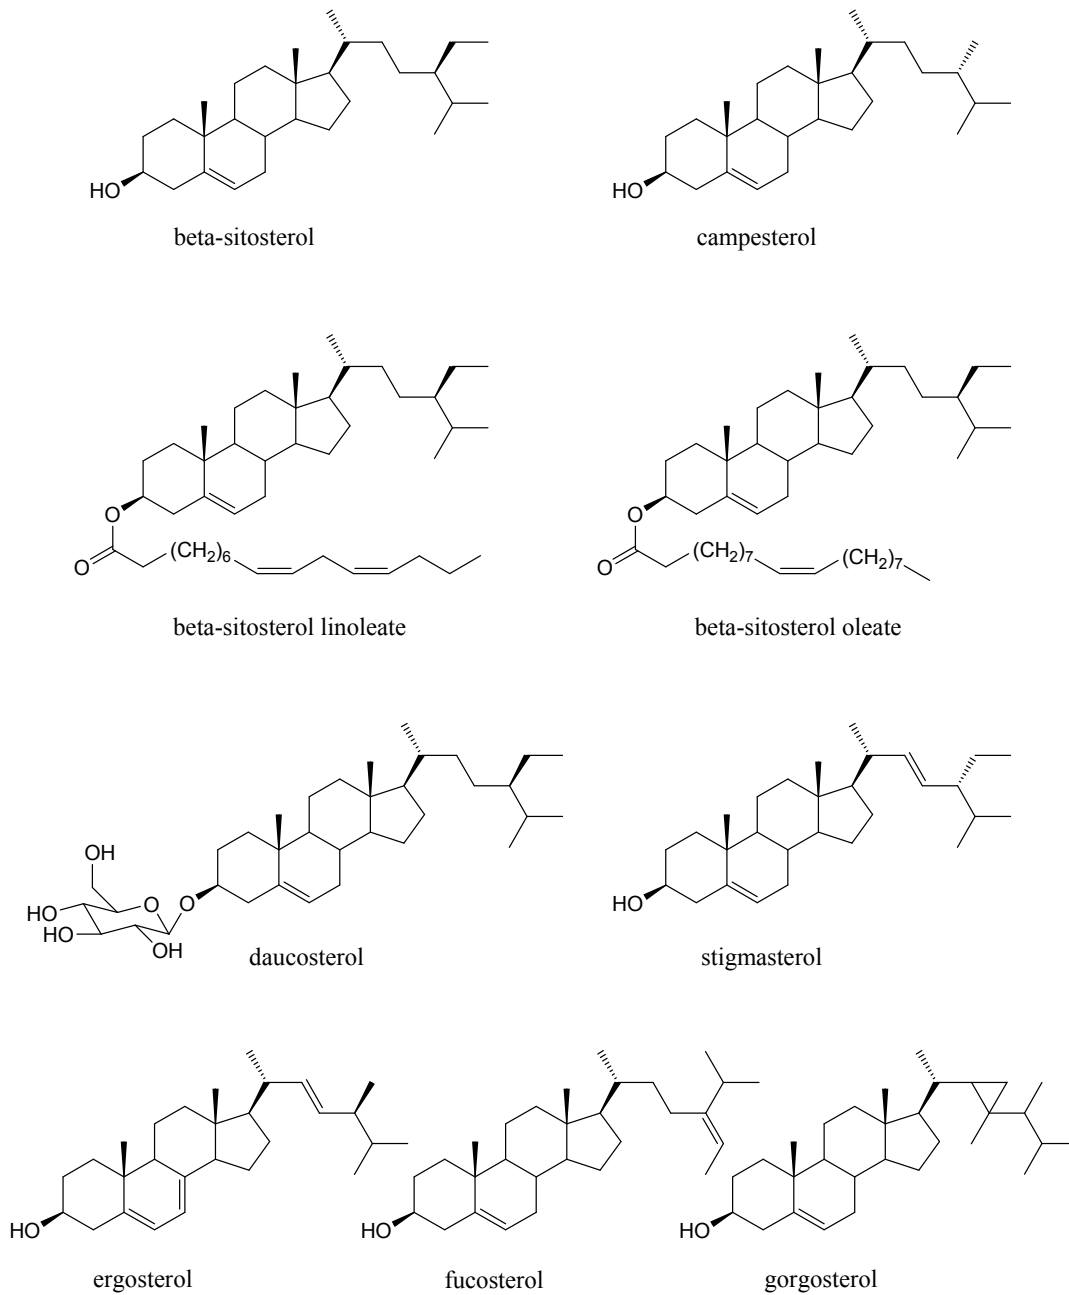 HO
beta-sitosterol
HO
campesterol
O
O
(CH2)6
beta-sitosterol linoleate
O
O
(CH2)7
(CH2)7
beta-sitosterol oleate
OH
HO
HO
O
OH
O
daucosterol
HO
stigmasterol
HO
ergosterol
HO
fucosterol
HO
gorgosterol